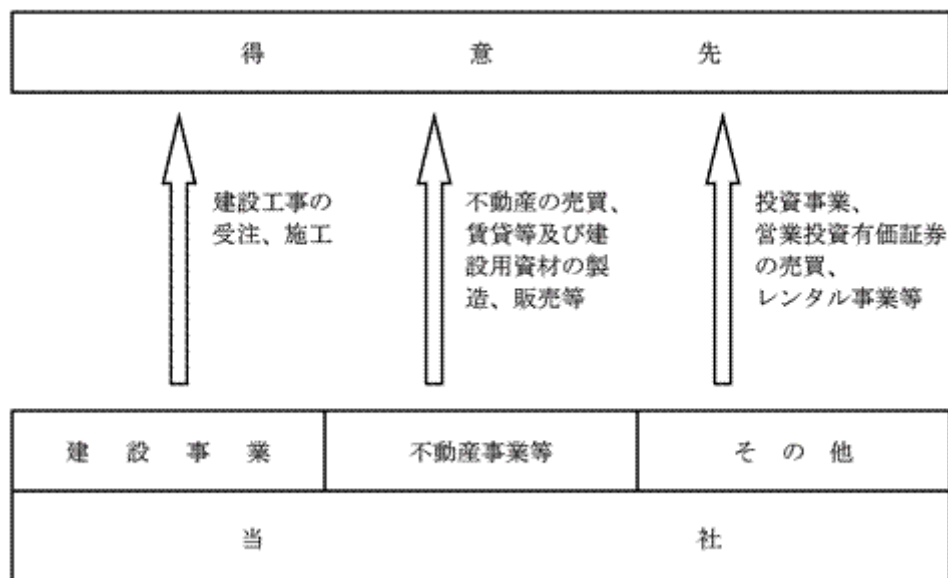 得意先
建設工事の
受注、施工
不動産の売買、
賃貸等及び建
設用資材の製
造、販売等
投資事業、
営業投資有価証券
の売買、
レンタル事業等
建設事業
不動産事業等
その他
当社